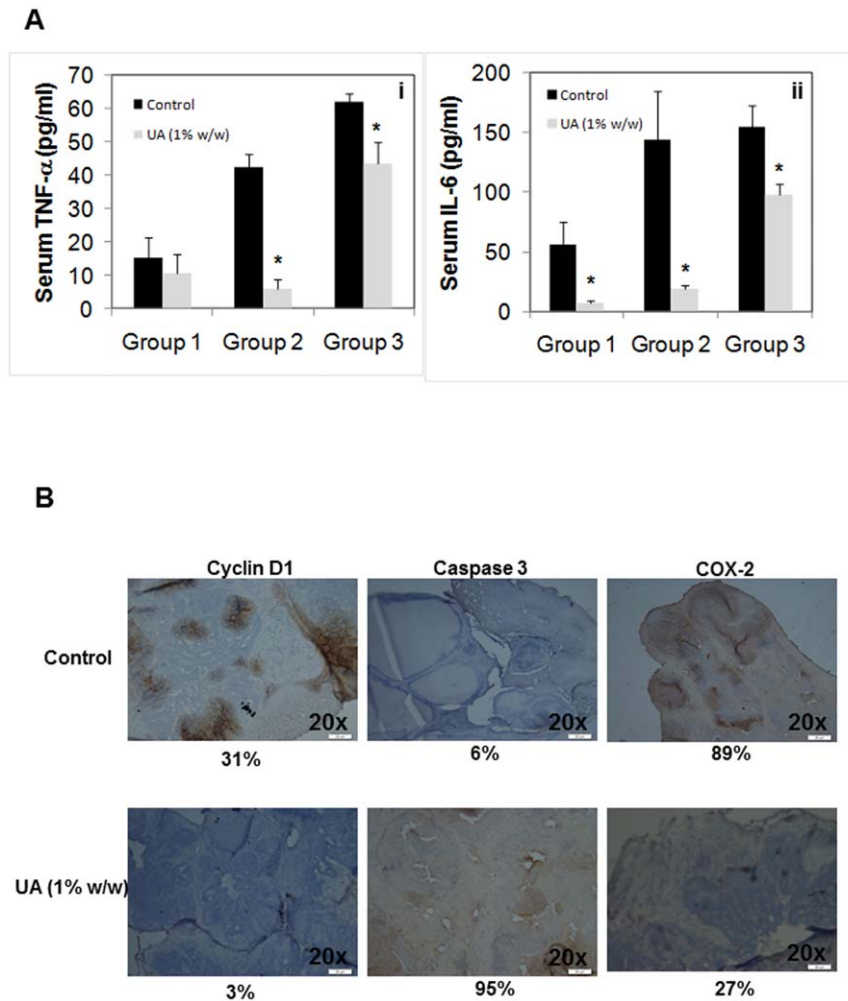 A
Serum TNF-α (pg/ml)
70
60
50
40
30
20
10
0
Control
UA (1% w/w)
i
*
*
Group 1 Group 2 Group 3
Serum IL-6 (pg/ml)
200
150
100
50
0
Control
UA (1% w/w)
ii
*
*
*
Group 1 Group 2 Group 3
B
Cyclin D1 Caspase 3 COX-2
Control
20x 20x 20x
31% 6% 89%
UA (1% w/w)
20x 20x 20x
3% 95% 27%